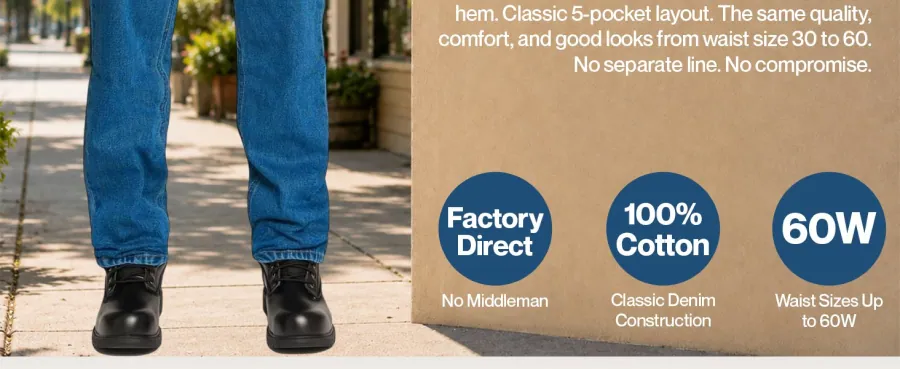 hem. Classic 5-pocket layout. The same quality,
comfort, and good looks from waist size 30 to 60.
No separate line. No compromise.
Factory
Direct
No Middleman
100%
Cotton
Classic Denim
Construction
60W
Waist Sizes Up
to 60W